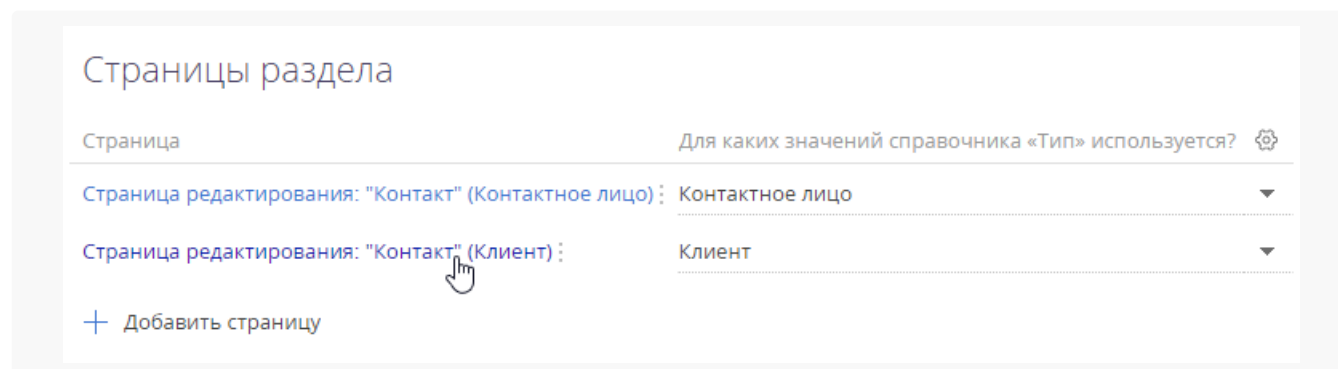 Страницы раздела
Страница Для каких значений справочника «Тип» используется?
Страница редактирования: "Контакт" (Контактное лицо) Контактное лицо
Страница редактирования: "Контакт" (Клиент) Клиент
Добавить страницу